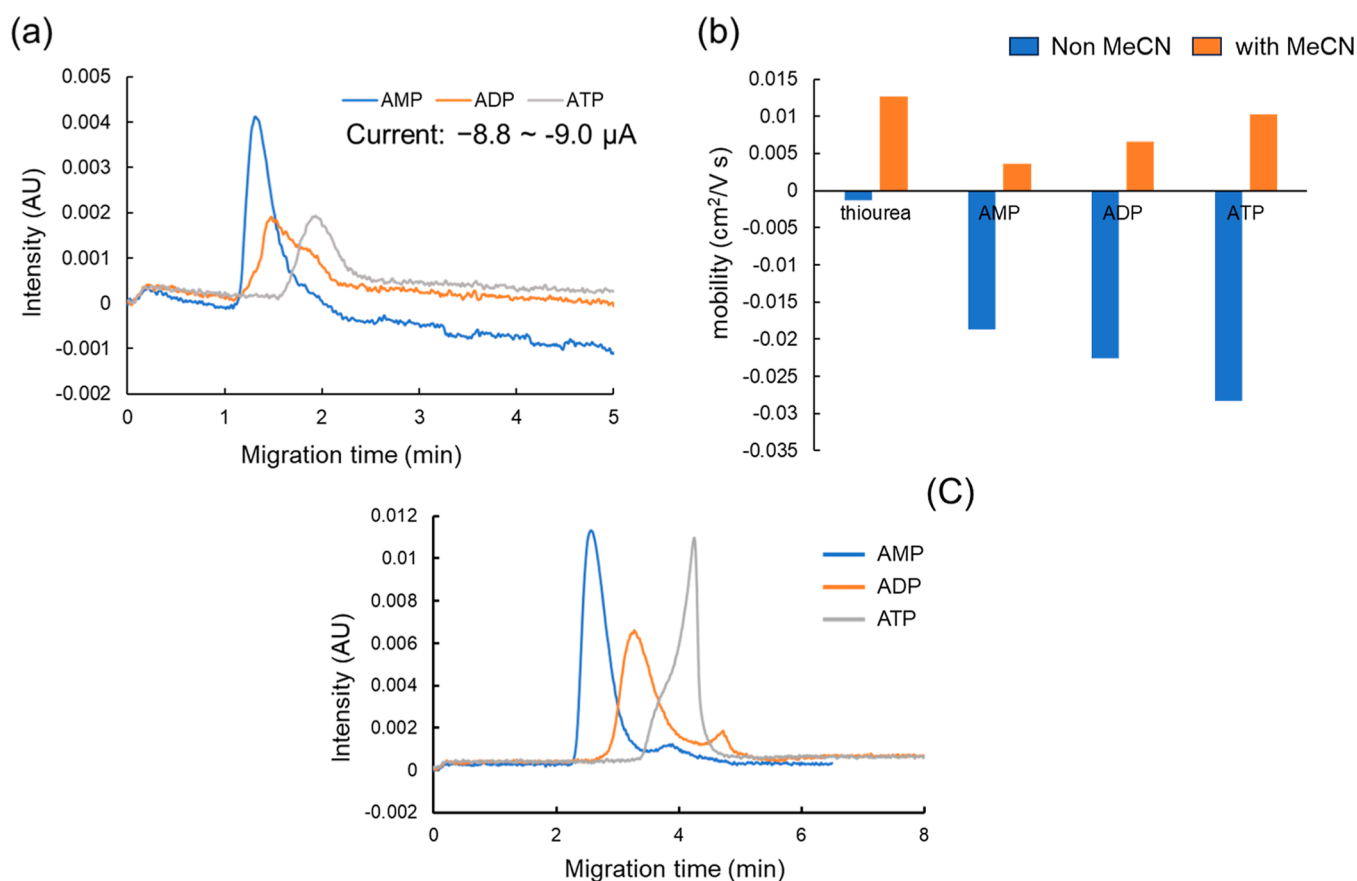 (a)
0.005
0.004
0.003
0.002
0.001
0
-0.001
-0.002
Intensity (AU)
AMP ADP ATP
Current: −8.8 ~ -9.0 μA
0 1 2 3 4 5
Migration time (min)
(b)
Non MeCN with MeCN
0.015
0.01
0.005
0
-0.005
-0.01
-0.015
-0.02
-0.025
-0.03
-0.035
mobility (cm²/V s)
thiourea AMP ADP ATP
(C)
0.012
0.01
0.008
0.006
0.004
0.002
0
-0.002
Intensity (AU)
AMP
ADP
ATP
0 2 4 6 8
Migration time (min)